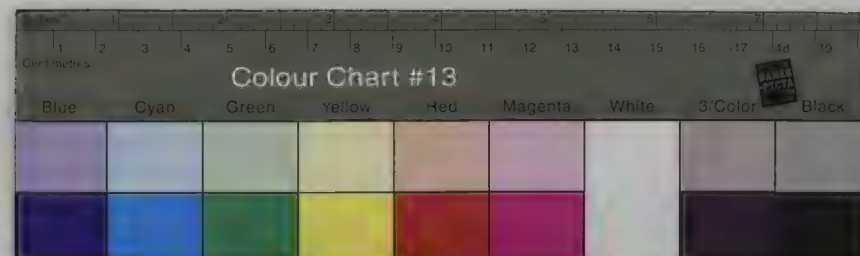 Inches 1 2 3 4 5 6 7
1 2 3 4 5 6 7 8 9 10 11 12 13 14 15 16 17 18 19
Centimetres
Colour Chart #13
Blue Cyan Green Yellow Red Magenta White 3/Color Black